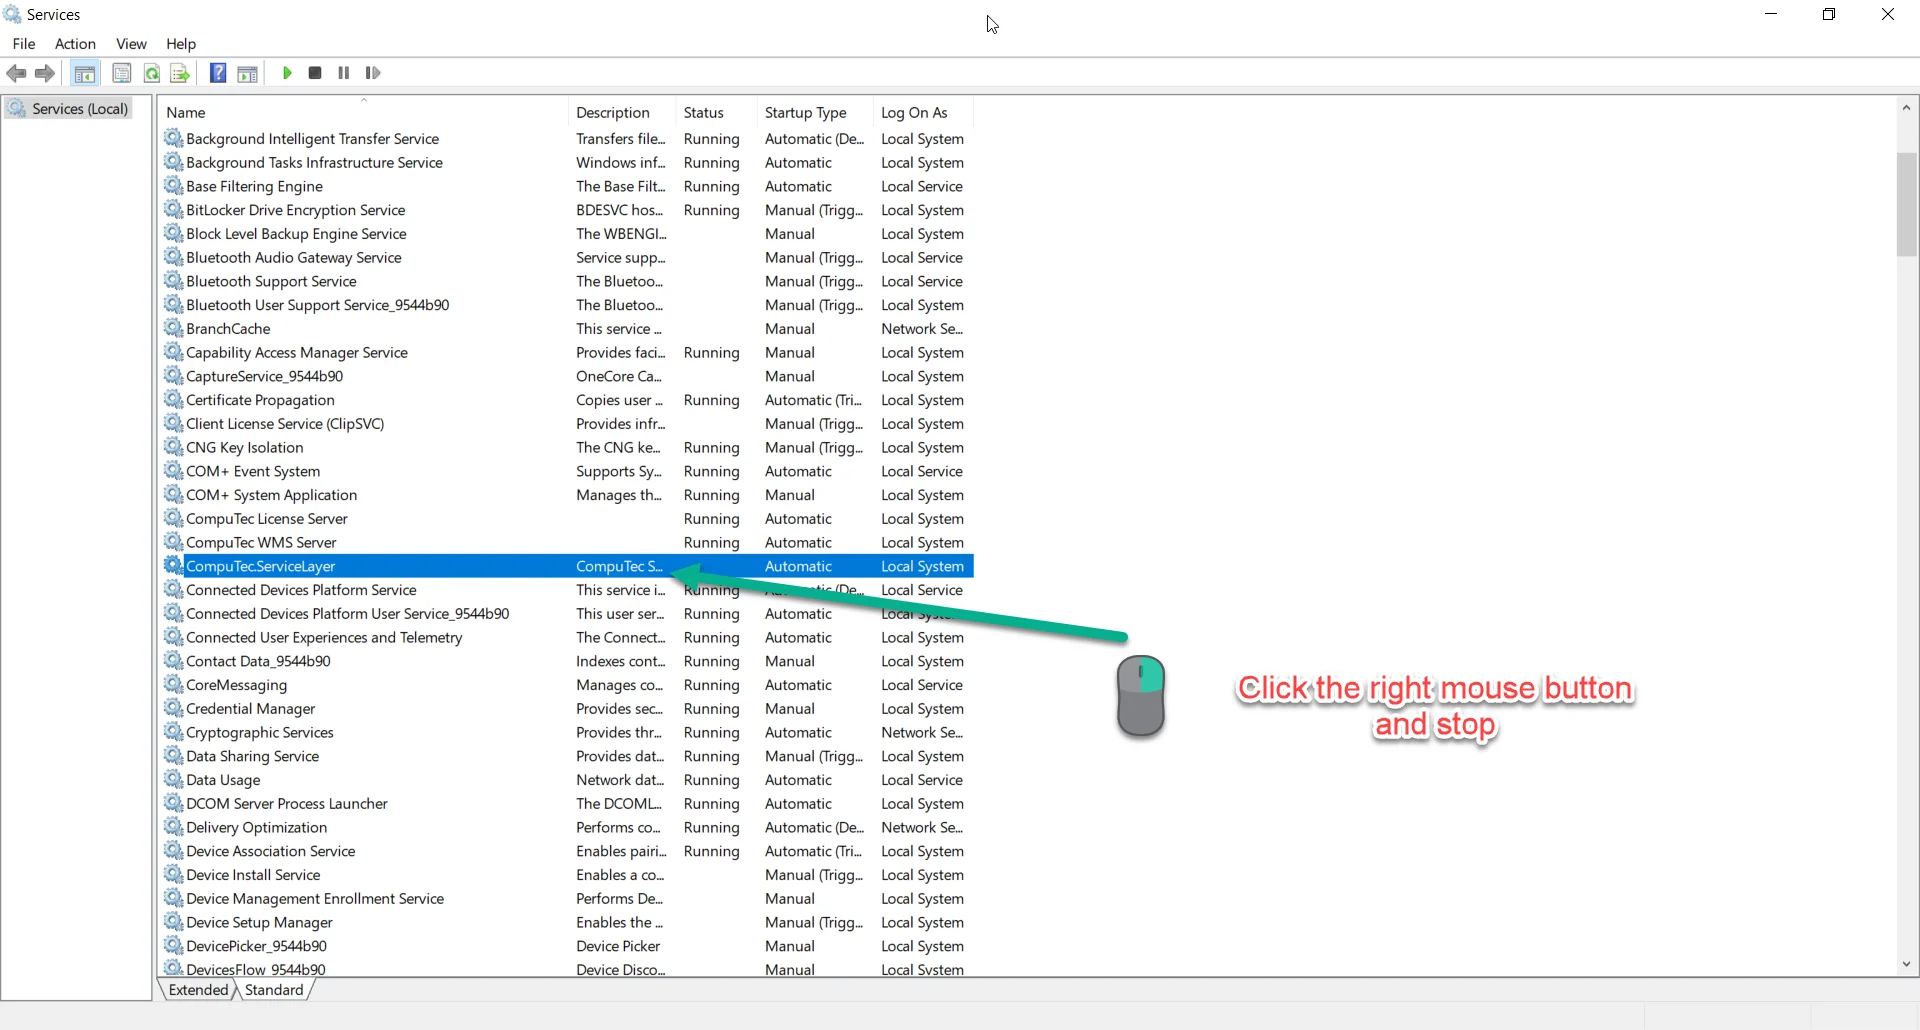 Services
File Action View Help
Services (Local)
Name Description Status Startup Type Log On As
Background Intelligent Transfer Service Transfers file... Running Automatic (De... Local System
Background Tasks Infrastructure Service Windows inf... Running Automatic Local System
Base Filtering Engine The Base Filt... Running Automatic Local Service
BitLocker Drive Encryption Service BDESVC hos... Running Manual (Trigg... Local System
Block Level Backup Engine Service The WBENGI... Manual Local System
Bluetooth Audio Gateway Service Service supp... Manual (Trigg... Local Service
Bluetooth Support Service The Bluetoo... Manual (Trigg... Local Service
Bluetooth User Support Service_9544b90 The Bluetoo... Manual (Trigg... Local System
BranchCache This service ... Manual Network Se...
Capability Access Manager Service Provides faci... Running Manual Local System
CaptureService_9544b90 OneCore Ca... Manual Local System
Certificate Propagation Copies user ... Running Automatic (Tri... Local System
Client License Service (ClipSVC) Provides infr... Manual (Trigg... Local System
CNG Key Isolation The CNG ke... Running Manual (Trigg... Local System
COM+ Event System Supports Sy... Running Automatic Local Service
COM+ System Application Manages th... Running Manual Local System
CompuTec License Server Running Automatic Local System
CompuTec WMS Server Running Automatic Local System
CompuTec.ServiceLayer CompuTec S... Automatic Local System
Connected Devices Platform Service This service i... Running Automatic (De... Local Service
Connected Devices Platform User Service_9544b90 This user ser... Running Automatic Local System
Connected User Experiences and Telemetry The Connect... Running Automatic Local System
Contact Data_9544b90 Indexes cont... Running Manual Local System
CoreMessaging Manages co... Running Automatic Local Service
Credential Manager Provides sec... Running Manual Local System
Cryptographic Services Provides thr... Running Automatic Network Se...
Data Sharing Service Provides dat... Running Manual (Trigg... Local System
Data Usage Network dat... Running Automatic Local Service
DCOM Server Process Launcher The DCOML... Running Automatic Local System
Delivery Optimization Performs co... Running Automatic (De... Network Se...
Device Association Service Enables pairi... Running Automatic (Tri... Local System
Device Install Service Enables a co... Manual (Trigg... Local System
Device Management Enrollment Service Performs De... Manual Local System
Device Setup Manager Enables the ... Manual (Trigg... Local System
DevicePicker_9544b90 Device Picker Manual Local System
DevicesFlow_9544b90 Device Disco... Manual Local System
Click the right mouse button
and stop
Extended Standard